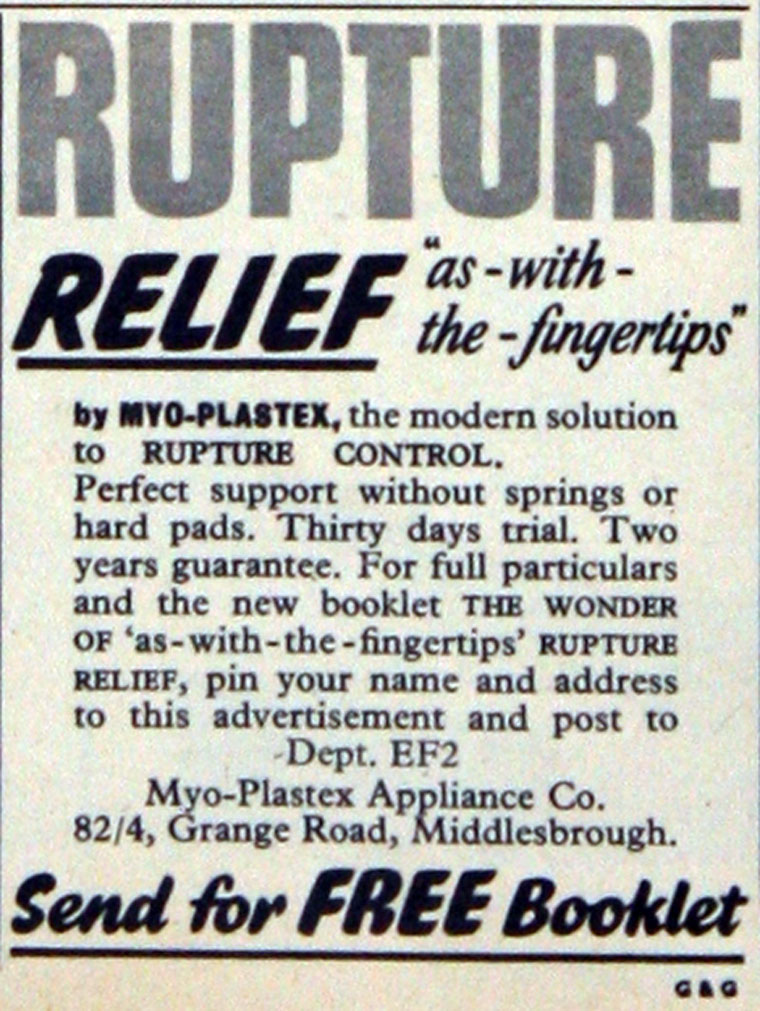 RUPTURE
RELIEF "as-with-
the-fingertips"
by MYO-PLASTEX, the modern solution
to RUPTURE CONTROL.
Perfect support without springs or
hard pads. Thirty days trial. Two
years guarantee. For full particulars
and the new booklet THE WONDER
OF 'as-with-the-fingertips' RUPTURE
RELIEF, pin your name and address
to this advertisement and post to
Dept. EF2
Myo-Plastex Appliance Co.
82/4, Grange Road, Middlesbrough.
Send for FREE Booklet
G & G